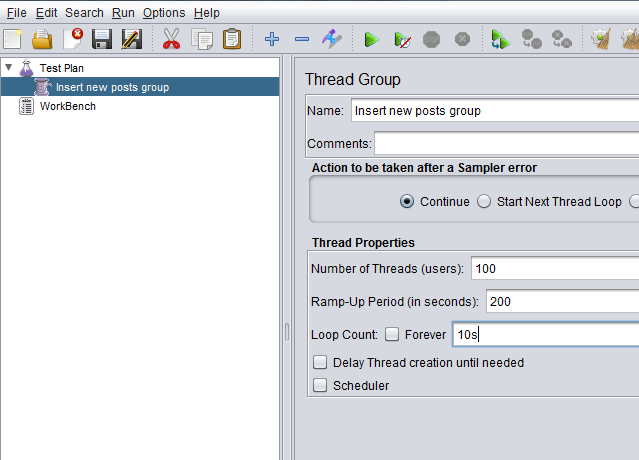 File Edit Search Run Options Help
Test Plan
Insert new posts group
WorkBench
Thread Group
Name: Insert new posts group
Comments:
Action to be taken after a Sampler error
Continue Start Next Thread Loop
Thread Properties
Number of Threads (users): 100
Ramp-Up Period (in seconds): 200
Loop Count: Forever 10s
Delay Thread creation until needed
Scheduler